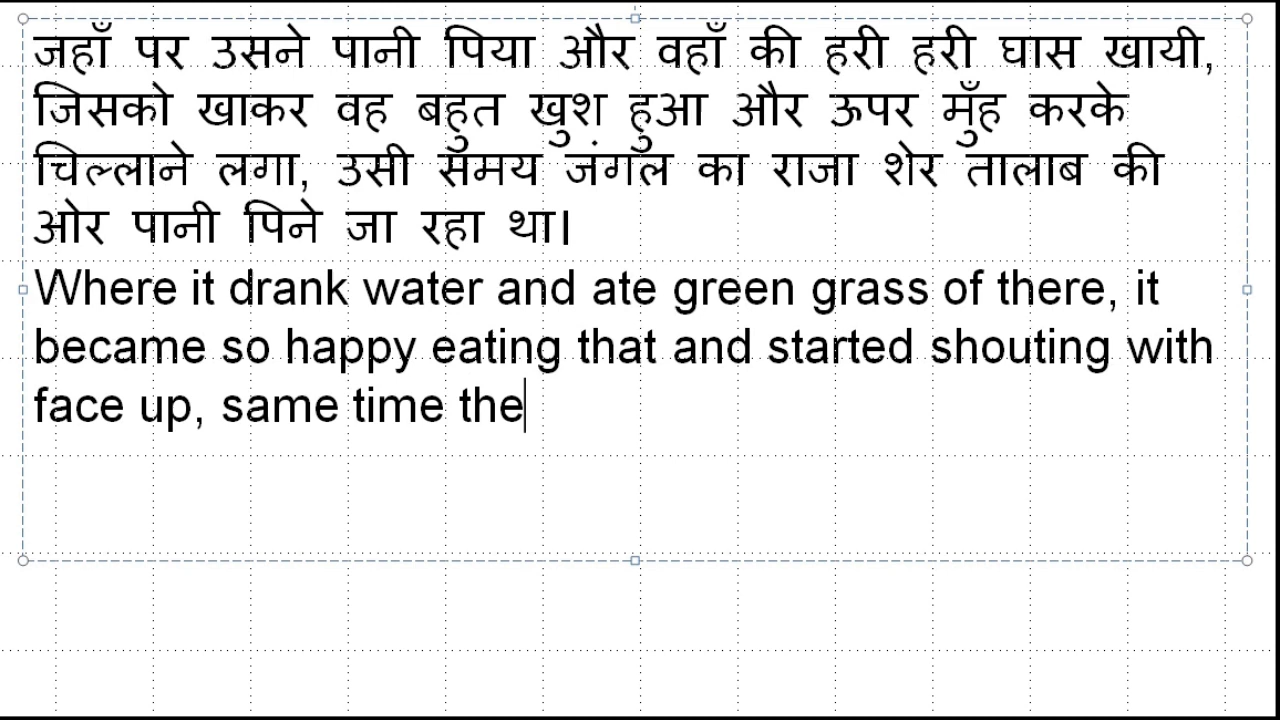 जहाँ पर उसने पानी पिया और वहाँ की हरी हरी घास खायी,
जिसको खाकर वह बहुत खुश हुआ और ऊपर मुँह करके
चिल्लाने लगा, उसी समय जंगल का राजा शेर तालाब की
ओर पानी पिने जा रहा था।
Where it drank water and ate green grass of there, it
became so happy eating that and started shouting with
face up, same time the